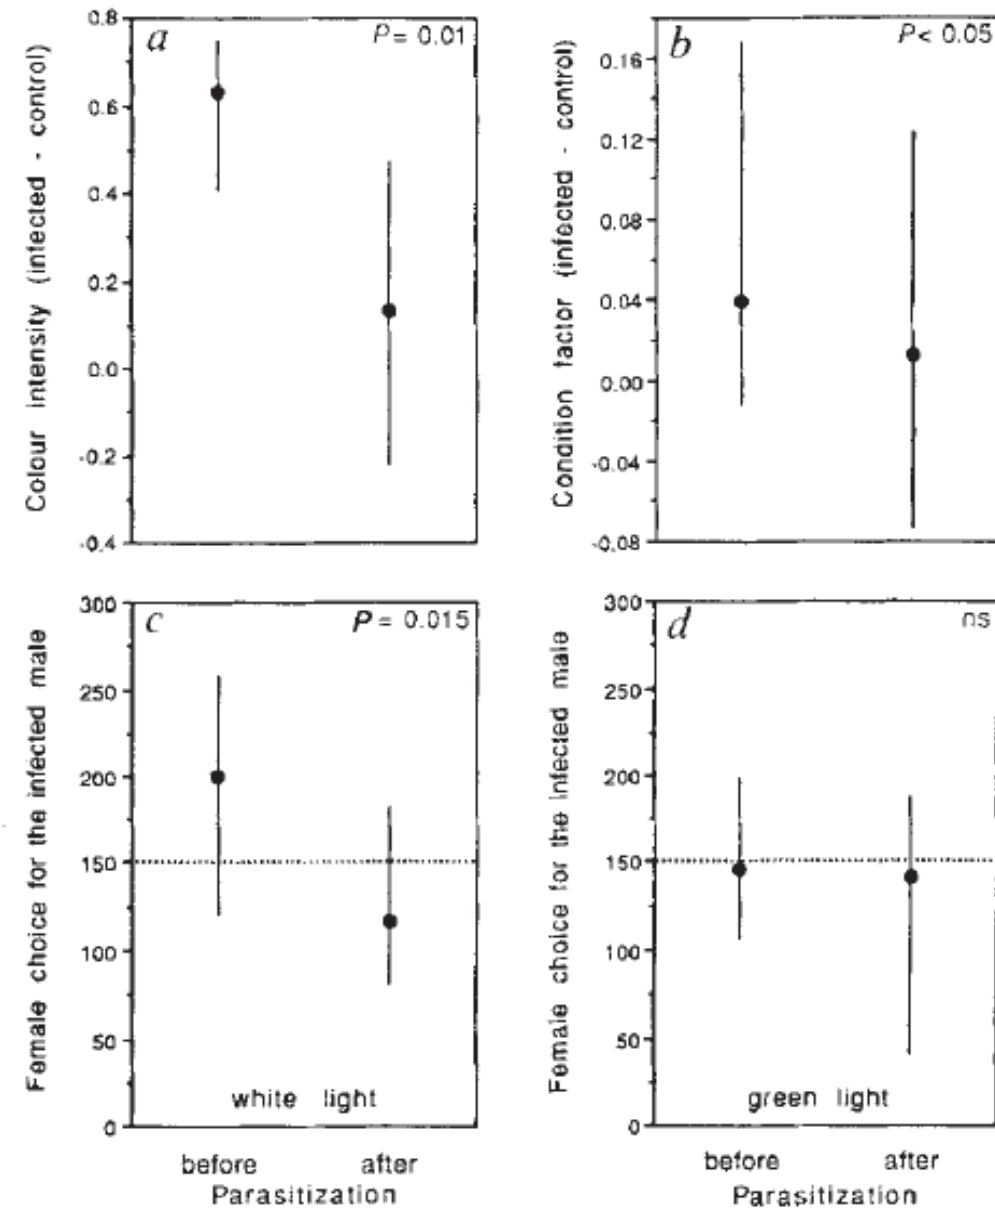 a
P = 0.01
Colour intensity (infected - control)
0.8
0.6
0.4
0.2
0.0
-0.2
-0.4
b
P < 0.05
Condition factor (infected - control)
0.16
0.12
0.08
0.04
0.00
-0.04
-0.08
c
P = 0.015
Female choice for the infected male
300
250
200
150
100
50
0
white light
before after
Parasitization
d
ns
Female choice for the infected male
300
250
200
150
100
50
0
green light
before after
Parasitization